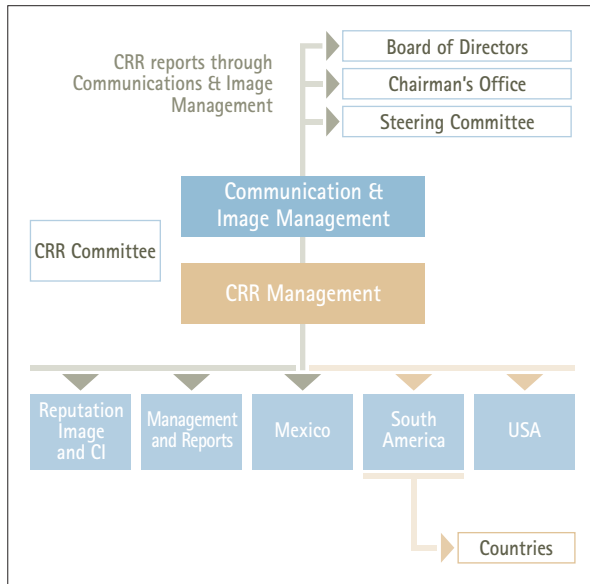 CRR reports through
Communications & Image
Management
Board of Directors
Chairman's Office
Steering Committee
Communication &
Image Management
CRR Committee
CRR Management
Reputation
Image
and CI
Management
and Reports
Mexico
South
America
USA
Countries